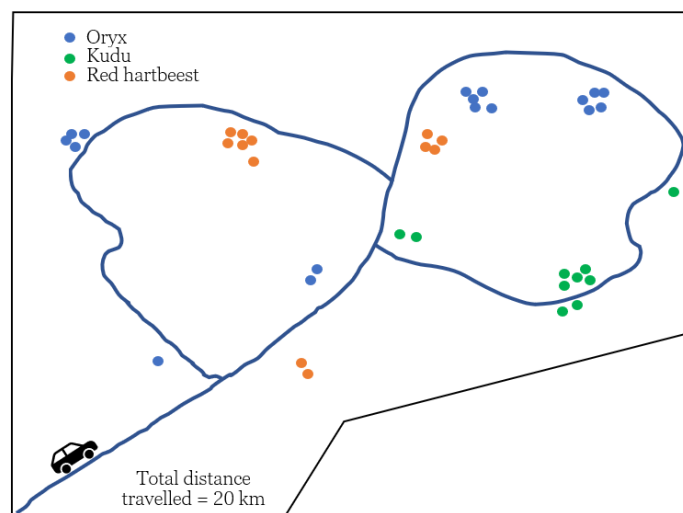 Oryx
Kudu
Red hartbeest
Total distance
travelled = 20 km